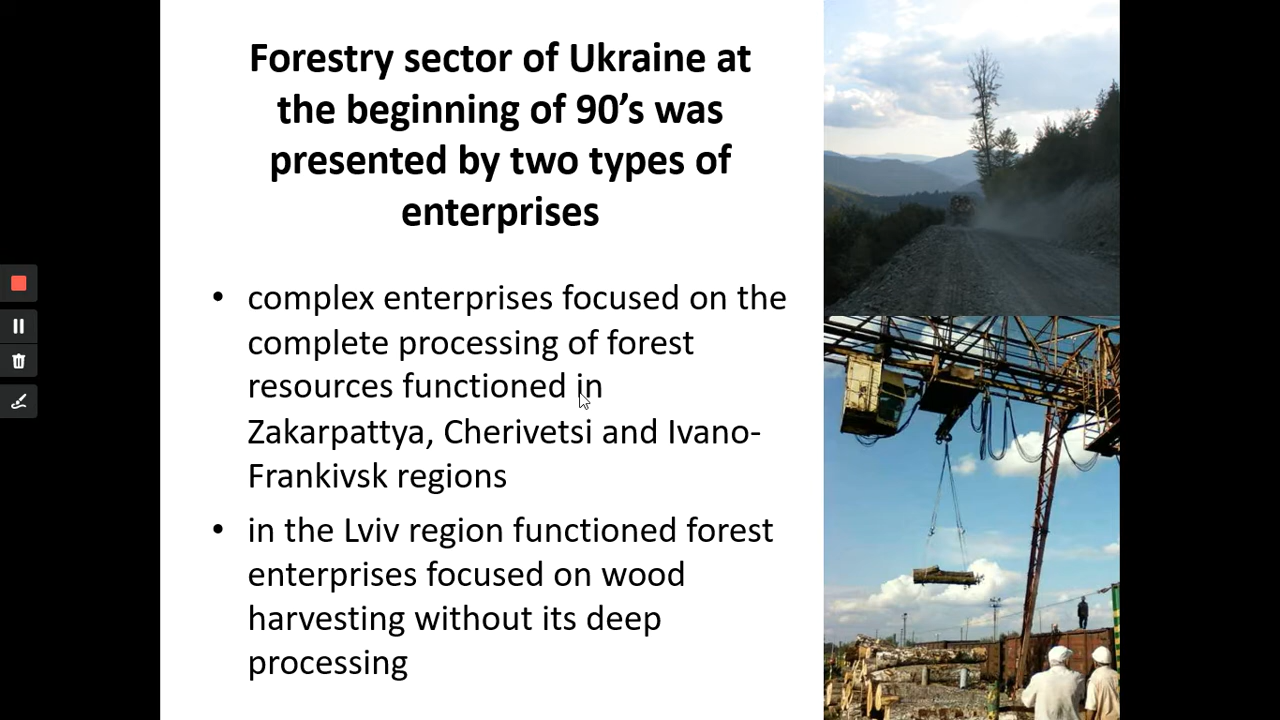 Forestry sector of Ukraine at
the beginning of 90’s was
presented by two types of
enterprises
• complex enterprises focused on the
complete processing of forest
resources functioned in
Zakarpattya, Cherivetsi and Ivano-
Frankivsk regions
• in the Lviv region functioned forest
enterprises focused on wood
harvesting without its deep
processing